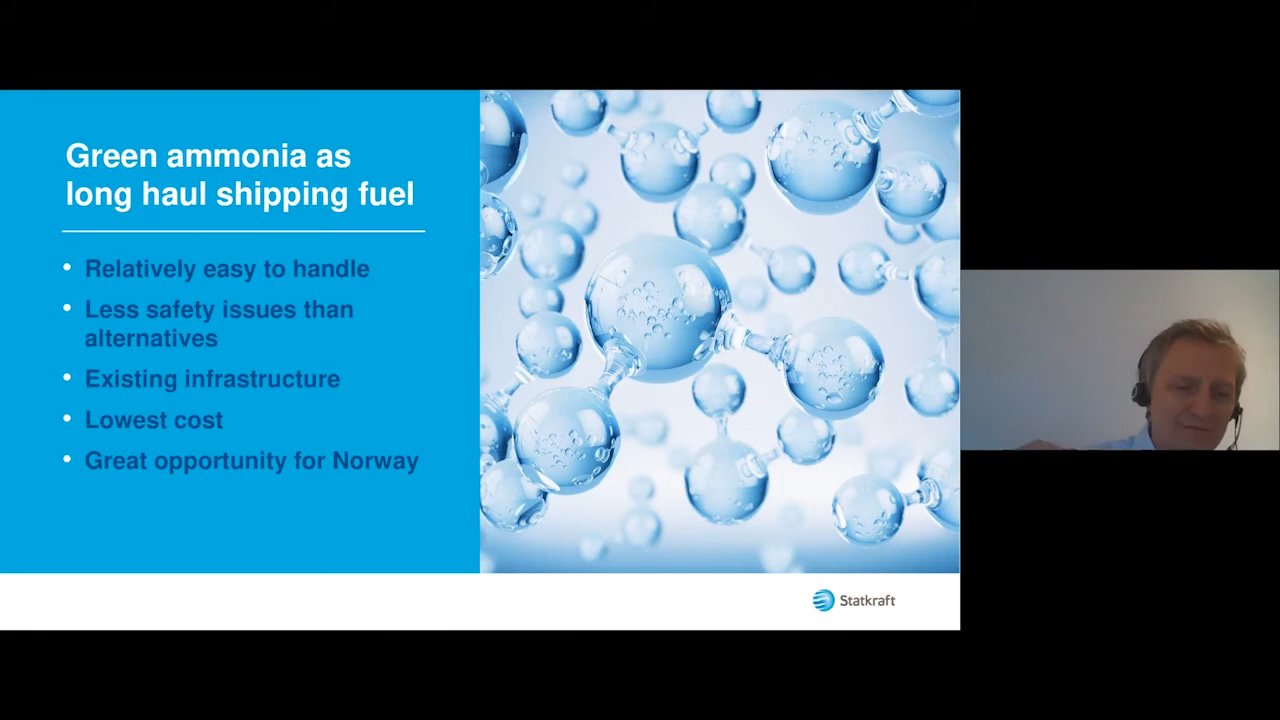 Green ammonia as
long haul shipping fuel
• Relatively easy to handle
• Less safety issues than
alternatives
• Existing infrastructure
• Lowest cost
• Great opportunity for Norway
Statkraft